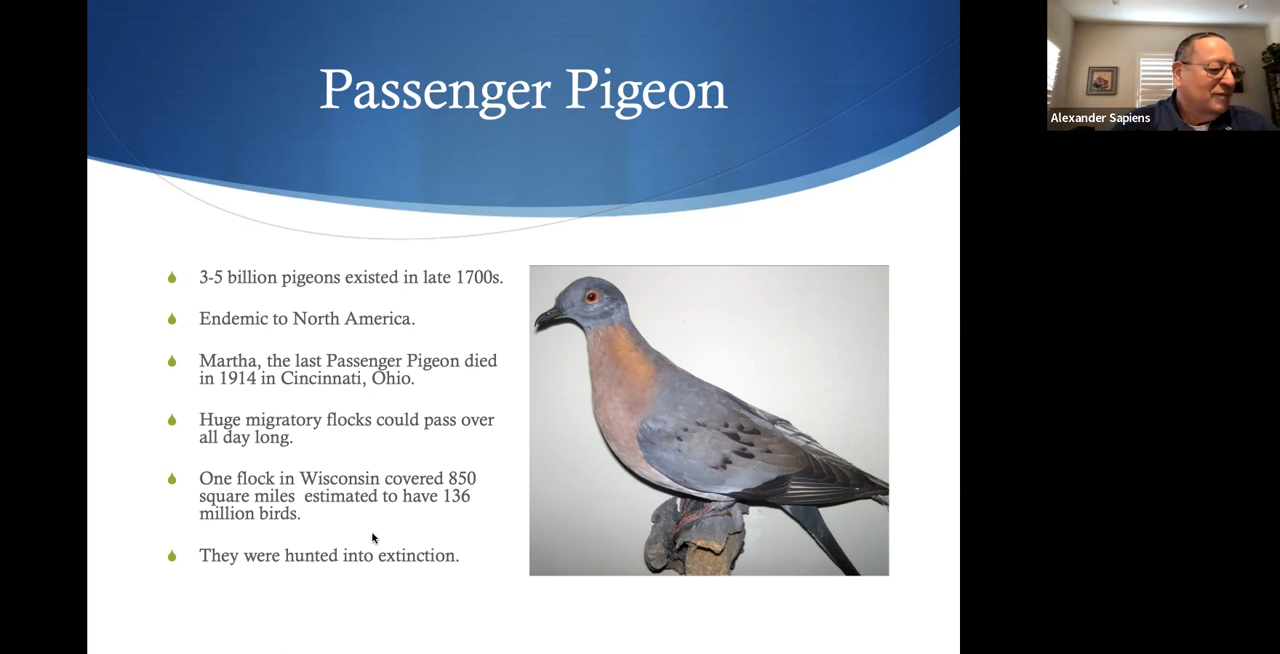 Passenger Pigeon
Alexander Sapiens
3-5 billion pigeons existed in late 1700s.
Endemic to North America.
Martha, the last Passenger Pigeon died
in 1914 in Cincinnati, Ohio.
Huge migratory flocks could pass over
all day long.
One flock in Wisconsin covered 850
square miles estimated to have 136
million birds.
They were hunted into extinction.